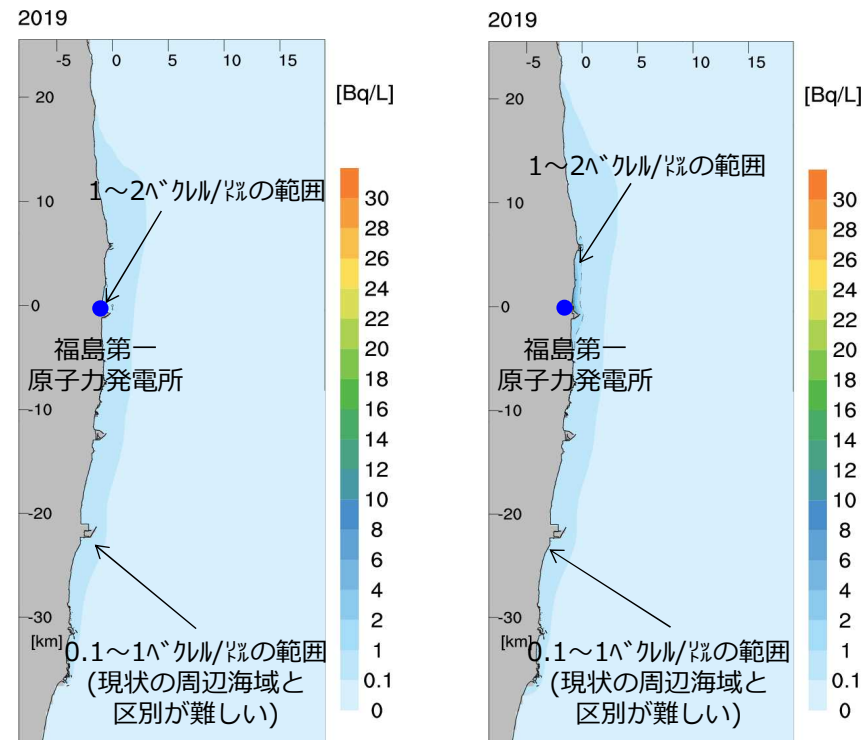 2019
-5 0 5 10 15
[Bq/L]
20
10
0
-10
-20
-30
[km]
1～2ﾍﾞｸﾚﾙ/㍑の範囲
福島第一
原子力発電所
0.1～1ﾍﾞｸﾚﾙ/㍑の範囲
(現状の周辺海域と
区別が難しい)
30
28
26
24
22
20
18
16
14
12
10
8
6
4
2
1
0.1
0
2019
-5 0 5 10 15
[Bq/L]
20
10
0
-10
-20
-30
[km]
1～2ﾍﾞｸﾚﾙ/㍑の範囲
福島第一
原子力発電所
0.1～1ﾍﾞｸﾚﾙ/㍑の範囲
(現状の周辺海域と
区別が難しい)
30
28
26
24
22
20
18
16
14
12
10
8
6
4
2
1
0.1
0